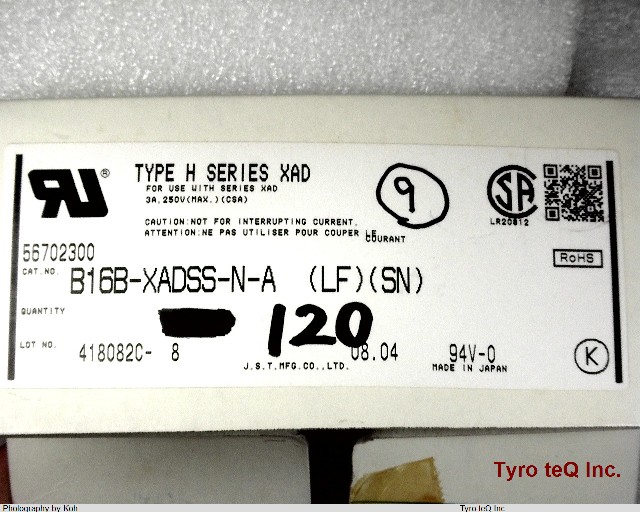 TYPE H SERIES XAD
FOR USE WITH SERIES XAD
3A,250V(MAX.)(CSA)
9
CAUTION:NOT FOR INTERRUPTING CURRENT.
ATTENTION:NE PAS UTILISER POUR COUPER LE
COURANT
SA
LR20812
RoHS
56702300
CAT.NO. B16B-XADSS-N-A (LF)(SN)
QUANTITY 120
LOT NO. 418082C- 8 08.04 94V-0
J.S.T.MFG.CO.,LTD. MADE IN JAPAN
K
Tyro teQ Inc.
Photography by Koh Tyro teQ Inc